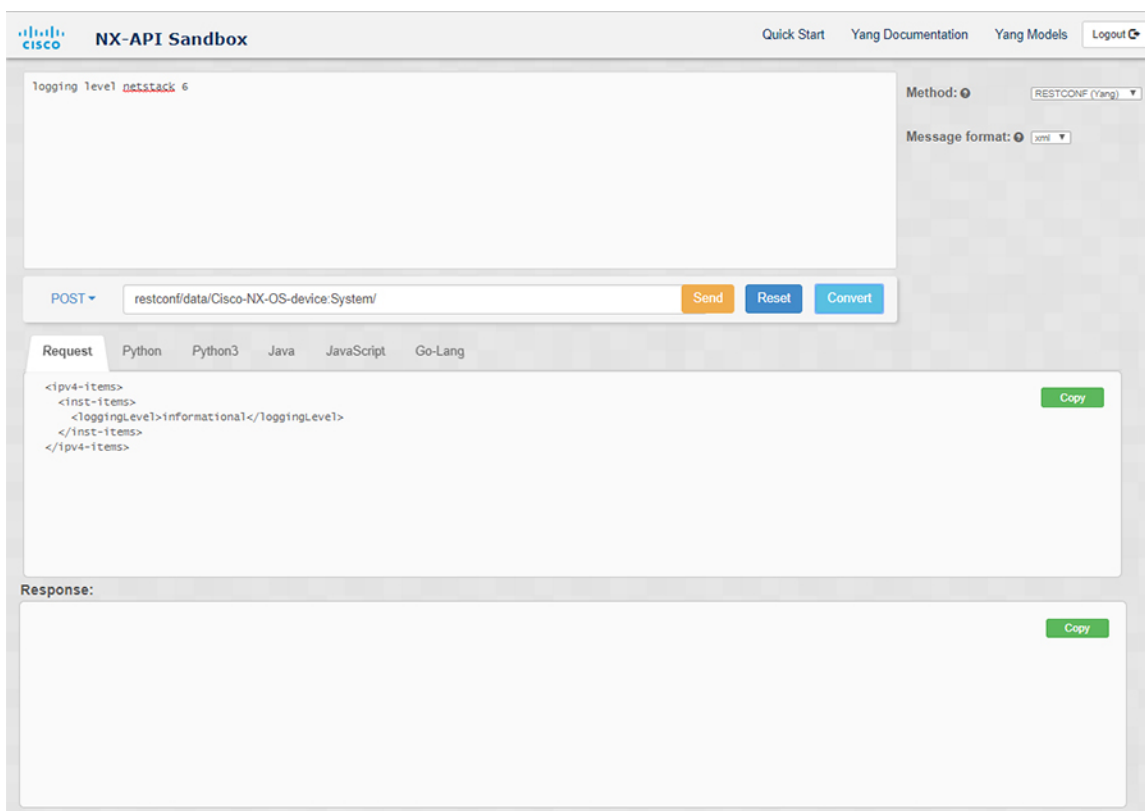 cisco NX-API Sandbox Quick Start Yang Documentation Yang Models Logout
logging level netstack 6
Method: RESTCONF (Yang)
Message format: xml
POST restconf/data/Cisco-NX-OS-device:System/ Send Reset Convert
Request Python Python3 Java JavaScript Go-Lang
<ipv4-items>
<inst-items>
<loggingLevel>informational</loggingLevel>
</inst-items>
</ipv4-items>
Copy
Response:
Copy